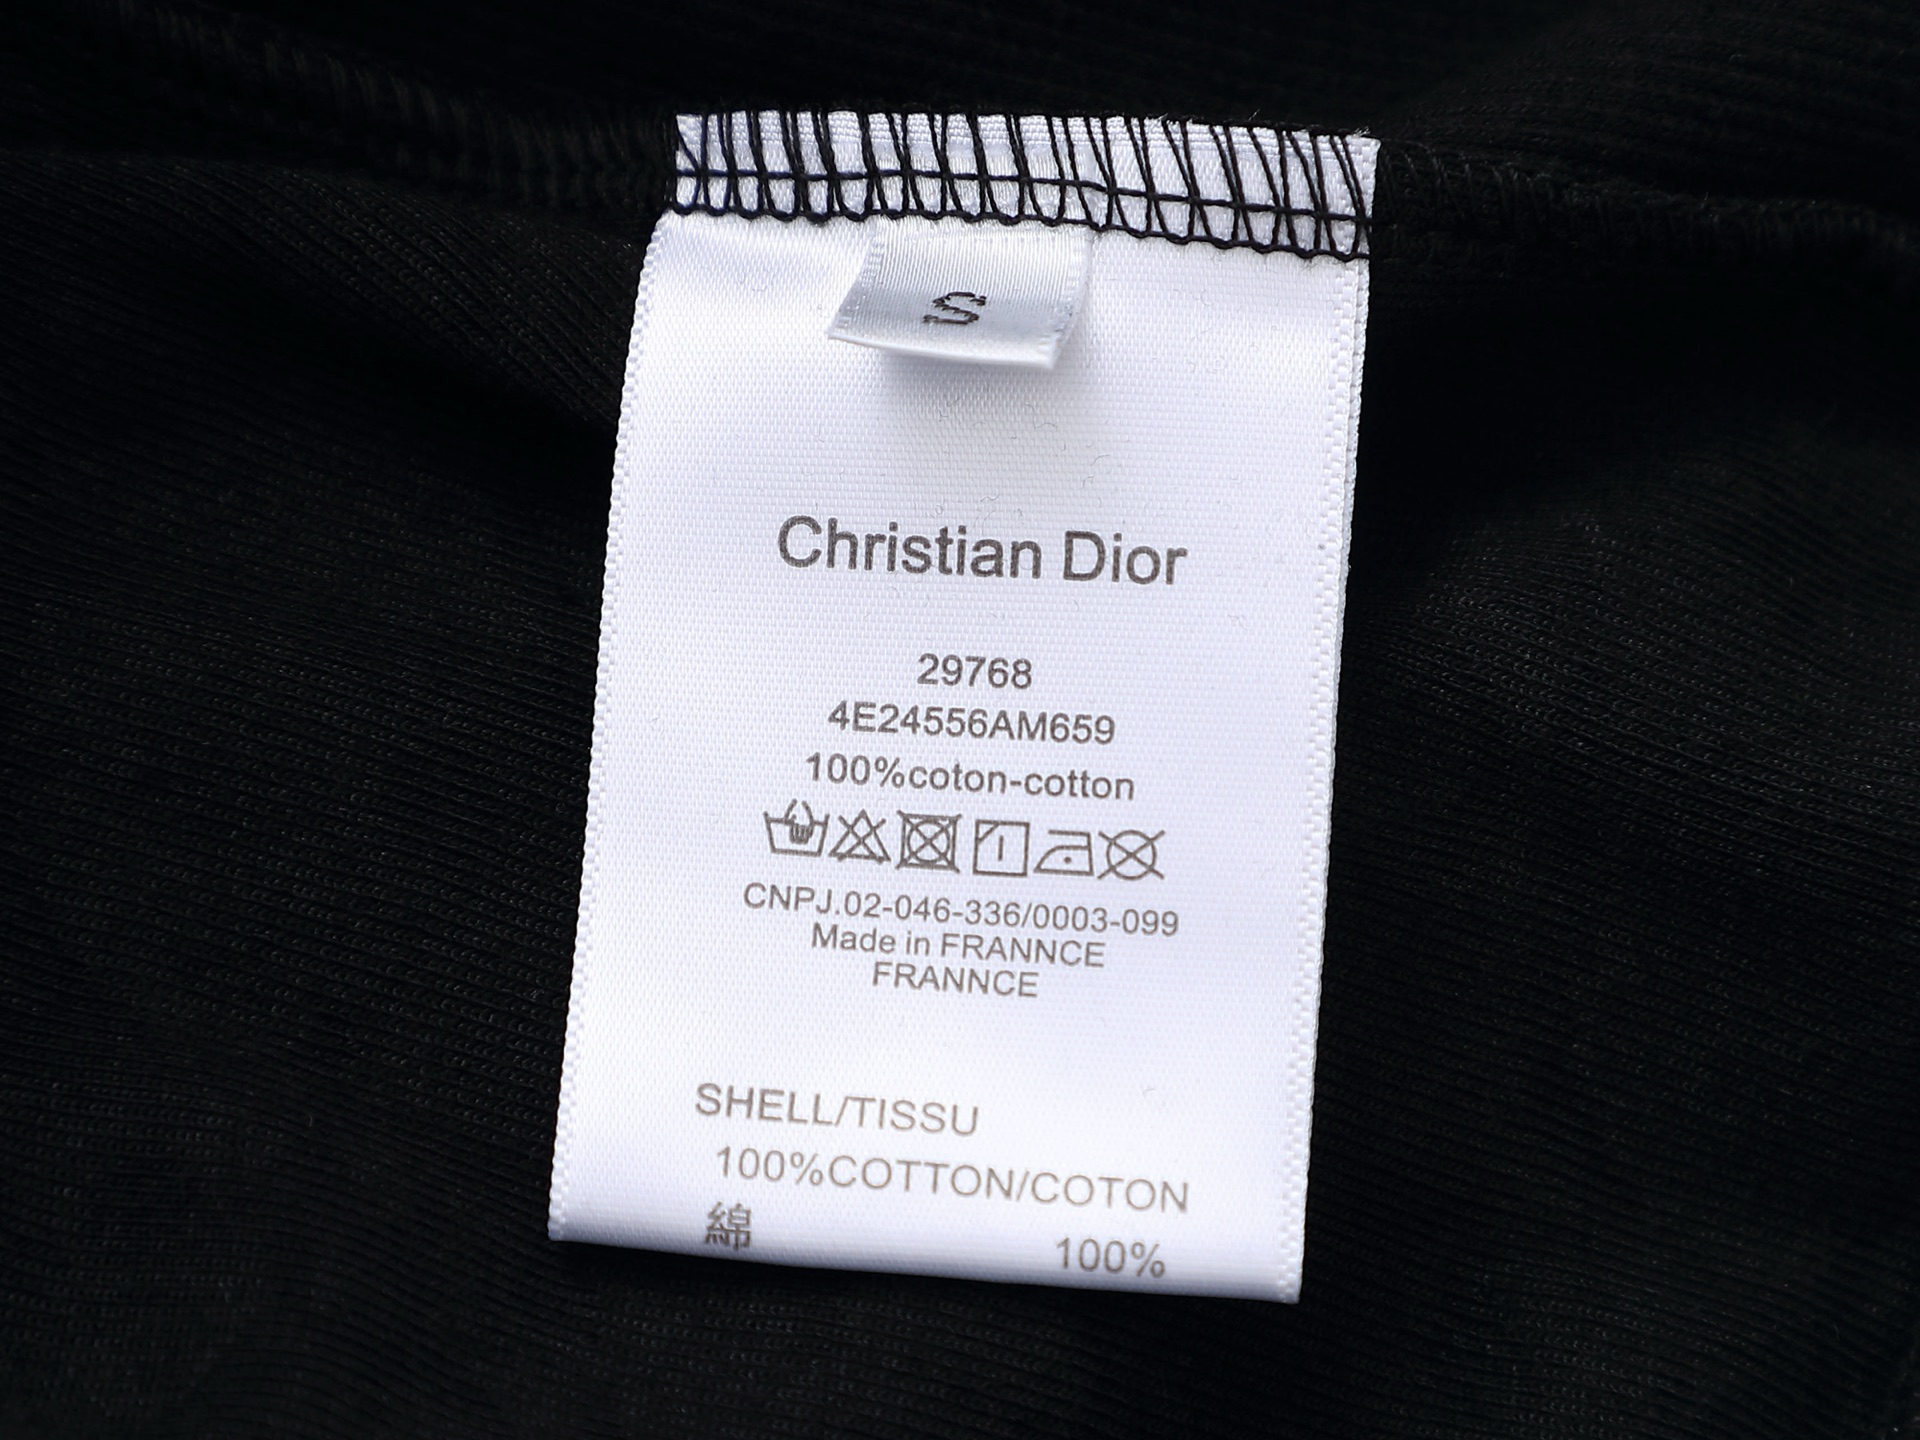 S
Christian Dior
29768
4E24556AM659
100%coton-cotton
CNPJ.02-046-336/0003-099
Made in FRANNCE
FRANNCE
SHELL/TISSU
100%COTTON/COTON
綿 100%